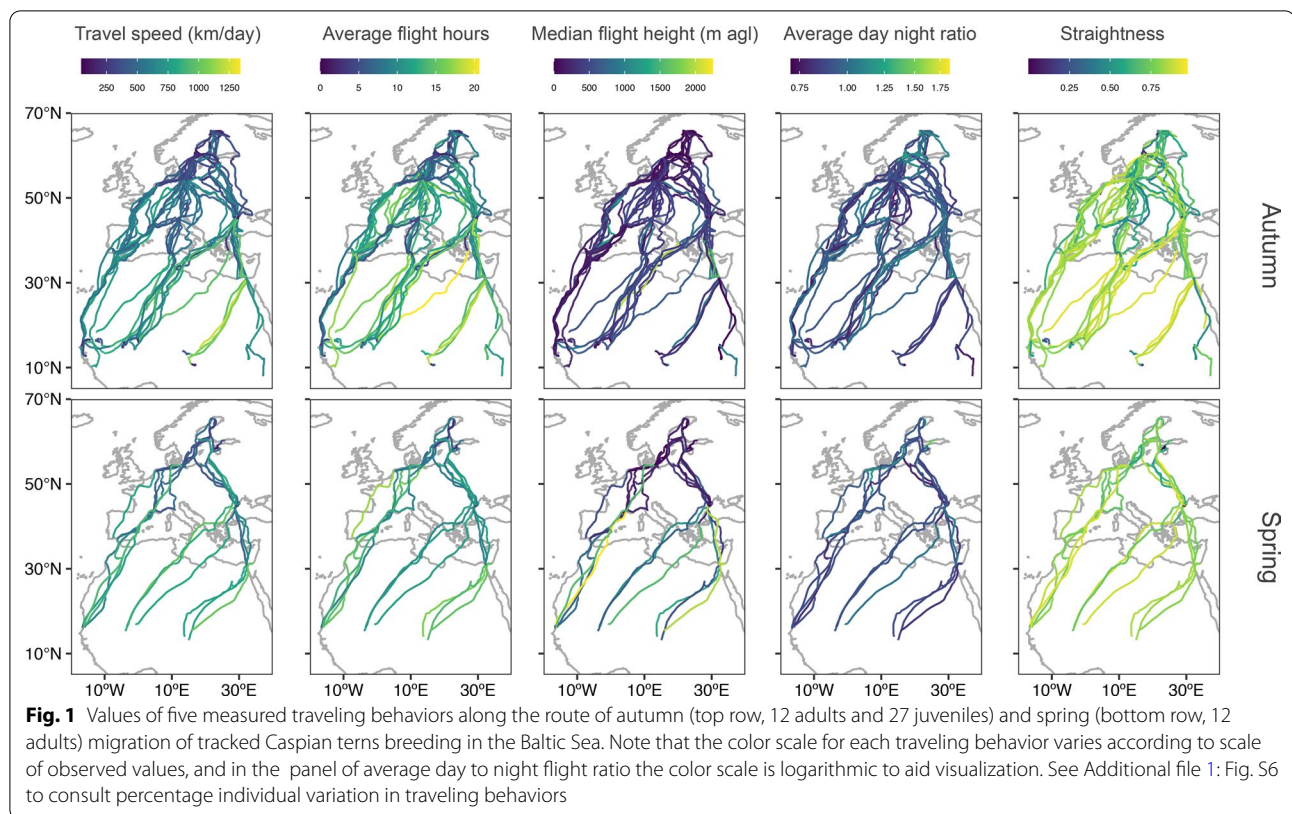 Travel speed (km/day) Average flight hours Median flight height (m agl) Average day night ratio Straightness
250 500 750 1000 1250 0 5 10 15 20 0 500 1000 1500 2000 0.75 1.00 1.25 1.50 1.75 0.25 0.50 0.75
70°N
50°N
30°N
10°N
Autumn
70°N
50°N
30°N
10°N
Spring
10°W 10°E 30°E 10°W 10°E 30°E 10°W 10°E 30°E 10°W 10°E 30°E 10°W 10°E 30°E
Fig. 1 Values of five measured traveling behaviors along the route of autumn (top row, 12 adults and 27 juveniles) and spring (bottom row, 12
adults) migration of tracked Caspian terns breeding in the Baltic Sea. Note that the color scale for each traveling behavior varies according to scale
of observed values, and in the panel of average day to night flight ratio the color scale is logarithmic to aid visualization. See Additional file 1: Fig. S6
to consult percentage individual variation in traveling behaviors